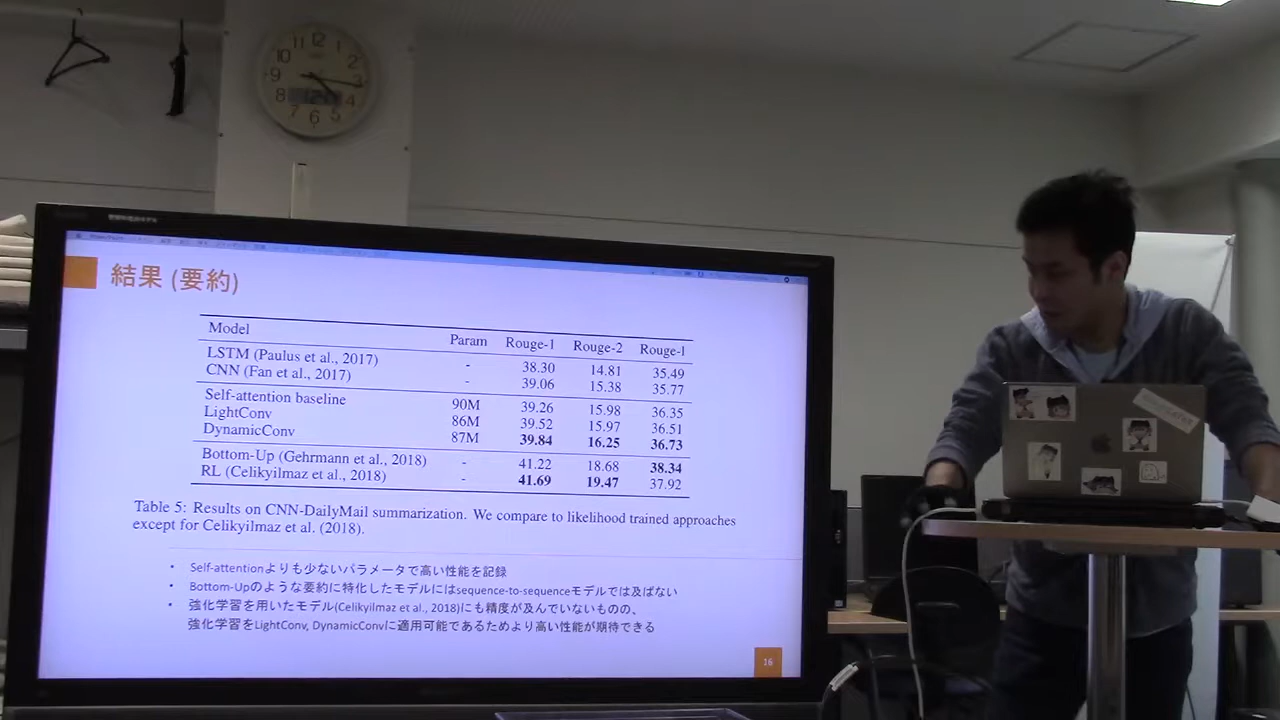 12
11
1
10
2
9
3
8
4
7
5
6
結果 (要約)
Model Param Rouge-1 Rouge-2 Rouge-l
LSTM (Paulus et al., 2017) - 38.30 14.81 35.49
CNN (Fan et al., 2017) - 39.06 15.38 35.77
Self-attention baseline 90M 39.26 15.98 36.35
LightConv 86M 39.52 15.97 36.51
DynamicConv 87M 39.84 16.25 36.73
Bottom-Up (Gehrmann et al., 2018) - 41.22 18.68 38.34
RL (Celikyilmaz et al., 2018) - 41.69 19.47 37.92
Table 5: Results on CNN-DailyMail summarization. We compare to likelihood trained approaches
except for Celikyilmaz et al. (2018).
• Self-attentionよりも少ないパラメータで高い性能を記録
• Bottom-Upのような要約に特化したモデルにはsequence-to-sequenceモデルでは及ばない
• 強化学習を用いたモデル(Celikyilmaz et al., 2018)にも精度が及んでいないものの、
強化学習をLightConv, DynamicConvに適用可能であるためより高い性能が期待できる
16